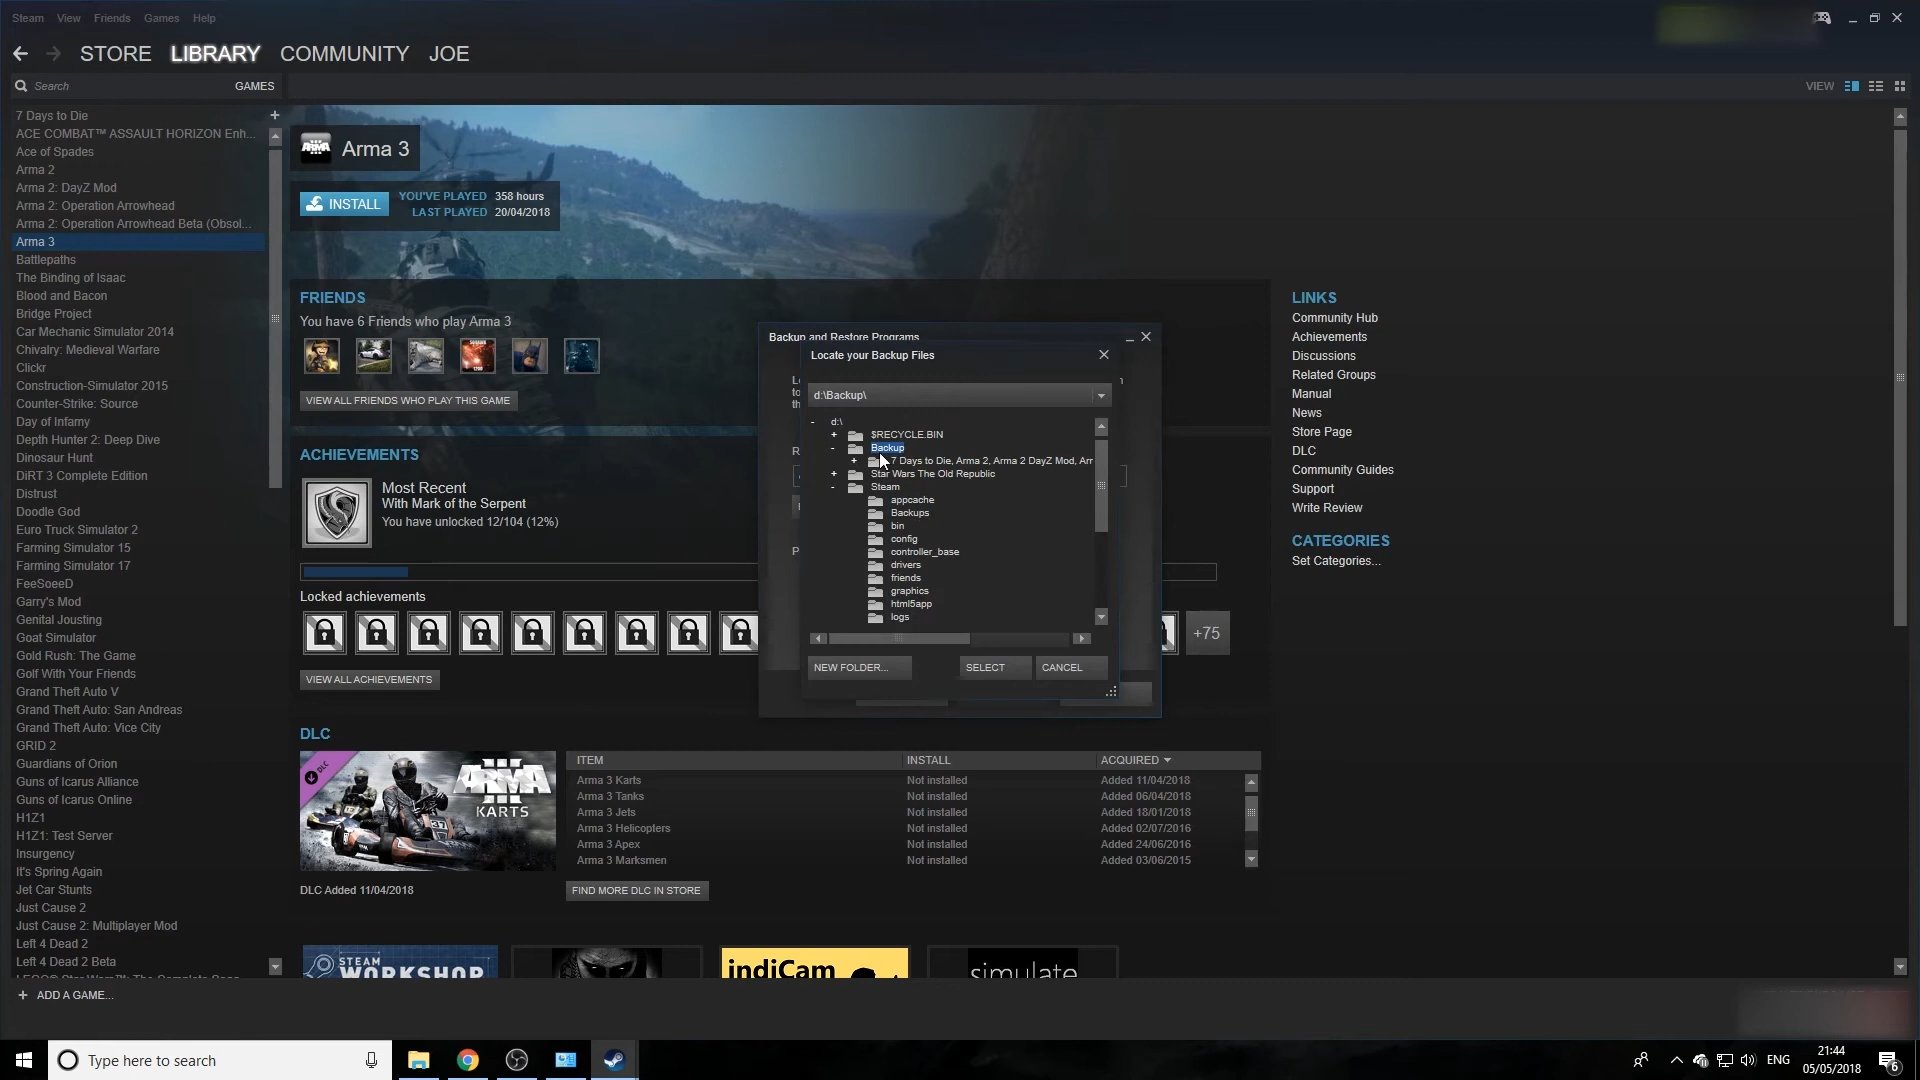 Steam View Friends Games Help
STORE LIBRARY COMMUNITY JOE
Search GAMES VIEW
7 Days to Die
ACE COMBAT™ ASSAULT HORIZON Enh...
Ace of Spades
Arma 2
Arma 2: DayZ Mod
Arma 2: Operation Arrowhead
Arma 2: Operation Arrowhead Beta (Obsol...
Arma 3
Battlepaths
The Binding of Isaac
Blood and Bacon
Bridge Project
Car Mechanic Simulator 2014
Chivalry: Medieval Warfare
Clickr
Construction-Simulator 2015
Counter-Strike: Source
Day of Infamy
Depth Hunter 2: Deep Dive
Dinosaur Hunt
DiRT 3 Complete Edition
Distrust
Doodle God
Euro Truck Simulator 2
Farming Simulator 15
Farming Simulator 17
FeeSoeeD
Garry's Mod
Genital Jousting
Goat Simulator
Gold Rush: The Game
Golf With Your Friends
Grand Theft Auto V
Grand Theft Auto: San Andreas
Grand Theft Auto: Vice City
GRID 2
Guardians of Orion
Guns of Icarus Alliance
Guns of Icarus Online
H1Z1
H1Z1: Test Server
Insurgency
It's Spring Again
Jet Car Stunts
Just Cause 2
Just Cause 2: Multiplayer Mod
Left 4 Dead 2
Left 4 Dead 2 Beta
+ ADD A GAME...
ARMA
Arma 3
INSTALL
YOU'VE PLAYED 358 hours
LAST PLAYED 20/04/2018
FRIENDS
You have 6 Friends who play Arma 3
VIEW ALL FRIENDS WHO PLAY THIS GAME
ACHIEVEMENTS
Most Recent
With Mark of the Serpent
You have unlocked 12/104 (12%)
Locked achievements
+75
VIEW ALL ACHIEVEMENTS
DLC
DLC
ARMA III
KARTS
DLC Added 11/04/2018
ITEM INSTALL ACQUIRED
Arma 3 Karts Not installed Added 11/04/2018
Arma 3 Tanks Not installed Added 06/04/2018
Arma 3 Jets Not installed Added 18/01/2018
Arma 3 Helicopters Not installed Added 02/07/2016
Arma 3 Apex Not installed Added 24/06/2016
Arma 3 Marksmen Not installed Added 03/06/2015
FIND MORE DLC IN STORE
STEAM
WORKSHOP
indiCam
simulate
LINKS
Community Hub
Achievements
Discussions
Related Groups
Manual
News
Store Page
DLC
Community Guides
Support
Write Review
CATEGORIES
Set Categories...
Backup and Restore Programs
Locate your Backup Files
d:\Backup\
- d:\
+ $RECYCLE.BIN
- Backup
+ 7 Days to Die, Arma 2, Arma 2 DayZ Mod, Arr
+ Star Wars The Old Republic
- Steam
appcache
Backups
bin
config
controller_base
drivers
friends
graphics
html5app
logs
NEW FOLDER... SELECT CANCEL
Type here to search
ENG
21:44
05/05/2018
6